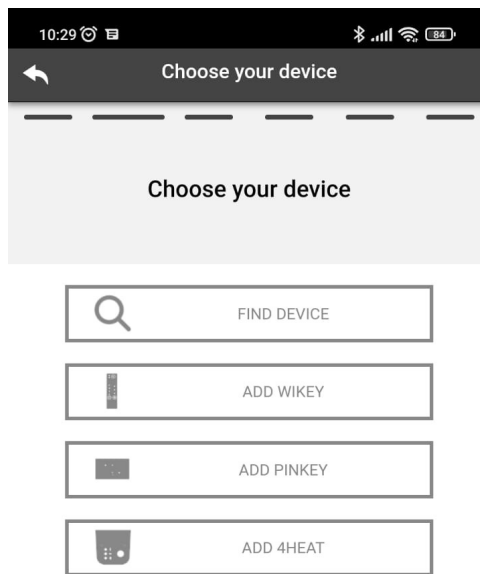 10:29 84
Choose your device
Choose your device
FIND DEVICE
ADD WIKEY
ADD PINKEY
ADD 4HEAT